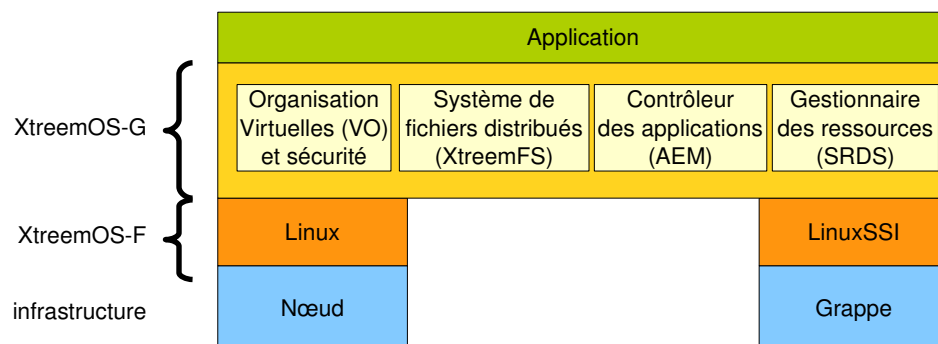 Application
XtreemOS-G
Organisation
Virtuelles (VO)
et sécurité
Système de
fichiers distribués
(XtreemFS)
Contrôleur
des applications
(AEM)
Gestionnaire
des ressources
(SRDS)
XtreemOS-F
Linux
LinuxSSI
infrastructure
Nœud
Grappe